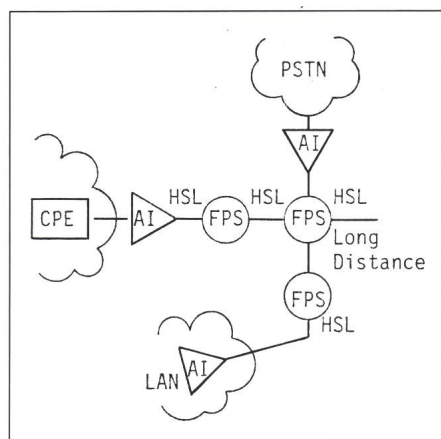 PSTN
AI
HSL HSL HSL
CPE AI FPS FPS
Long
Distance
FPS
HSL
AI
LAN